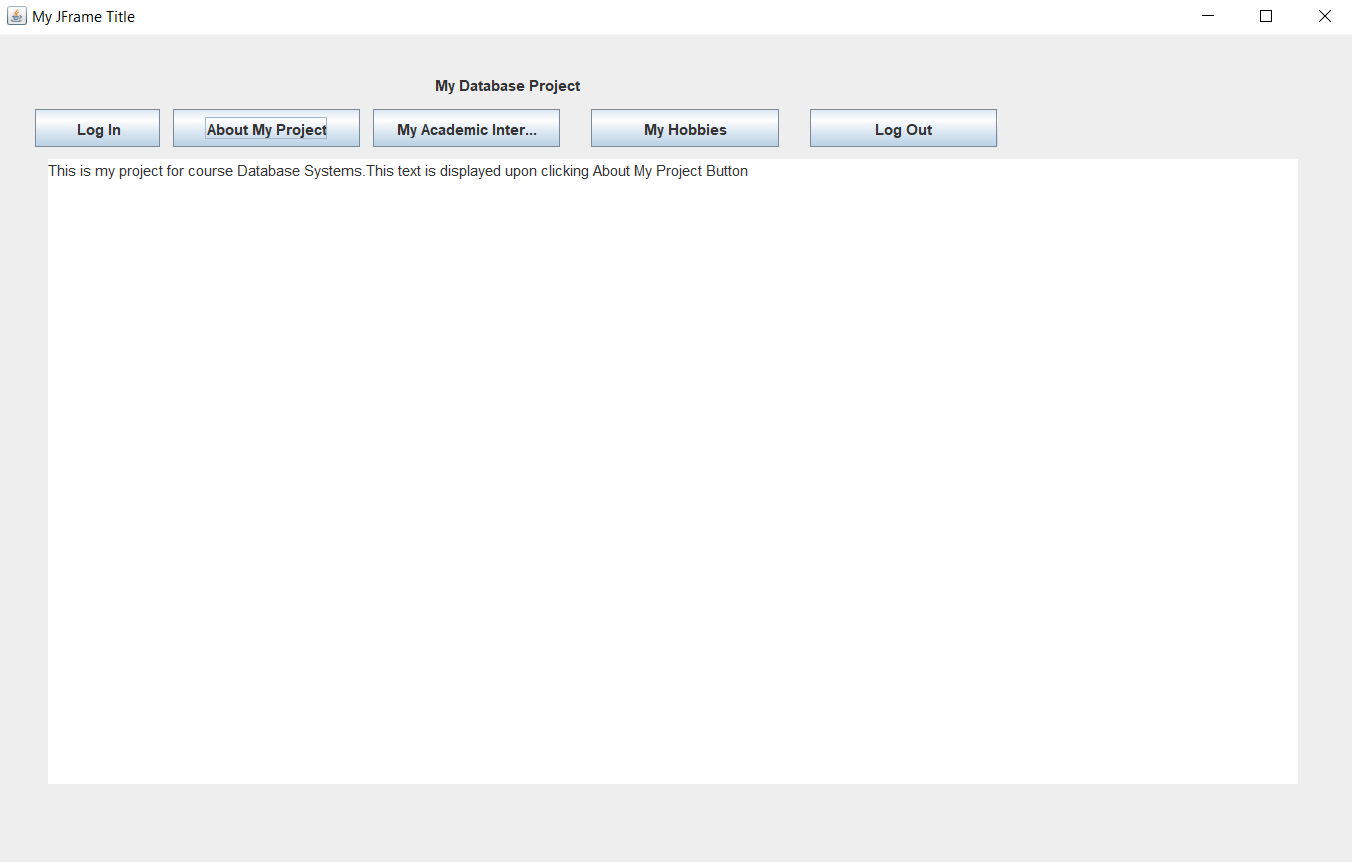 My JFrame Title
My Database Project
Log In
About My Project
My Academic Inter...
My Hobbies
Log Out
This is my project for course Database Systems.This text is displayed upon clicking About My Project Button